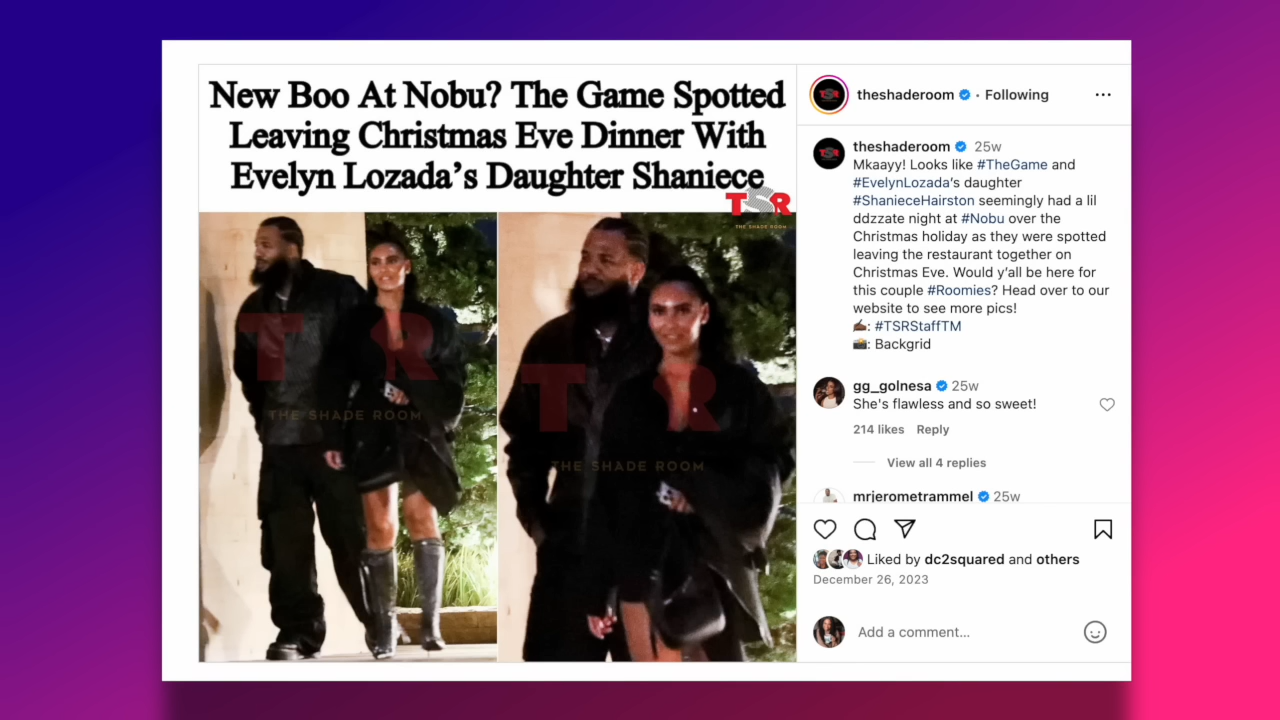 New Boo At Nobu? The Game Spotted
Leaving Christmas Eve Dinner With
Evelyn Lozada’s Daughter Shaniece
TSR
THE SHADE ROOM
TSR
THE SHADE ROOM
TSR
THE SHADE ROOM
TSR
theshaderoom • Following
TSR
theshaderoom 25w
Mkaayy! Looks like #TheGame and
#EvelynLozada's daughter
#ShanieceHairston seemingly had a lil
ddzzate night at #Nobu over the
Christmas holiday as they were spotted
leaving the restaurant together on
Christmas Eve. Would y’all be here for
this couple #Roomies? Head over to our
website to see more pics!
✍🏾: #TSRStaffTM
📸: Backgrid
gg_golnesa 25w
She's flawless and so sweet!
214 likes Reply
View all 4 replies
mrjerometrammel 25w
Liked by dc2squared and others
December 26, 2023
Add a comment...